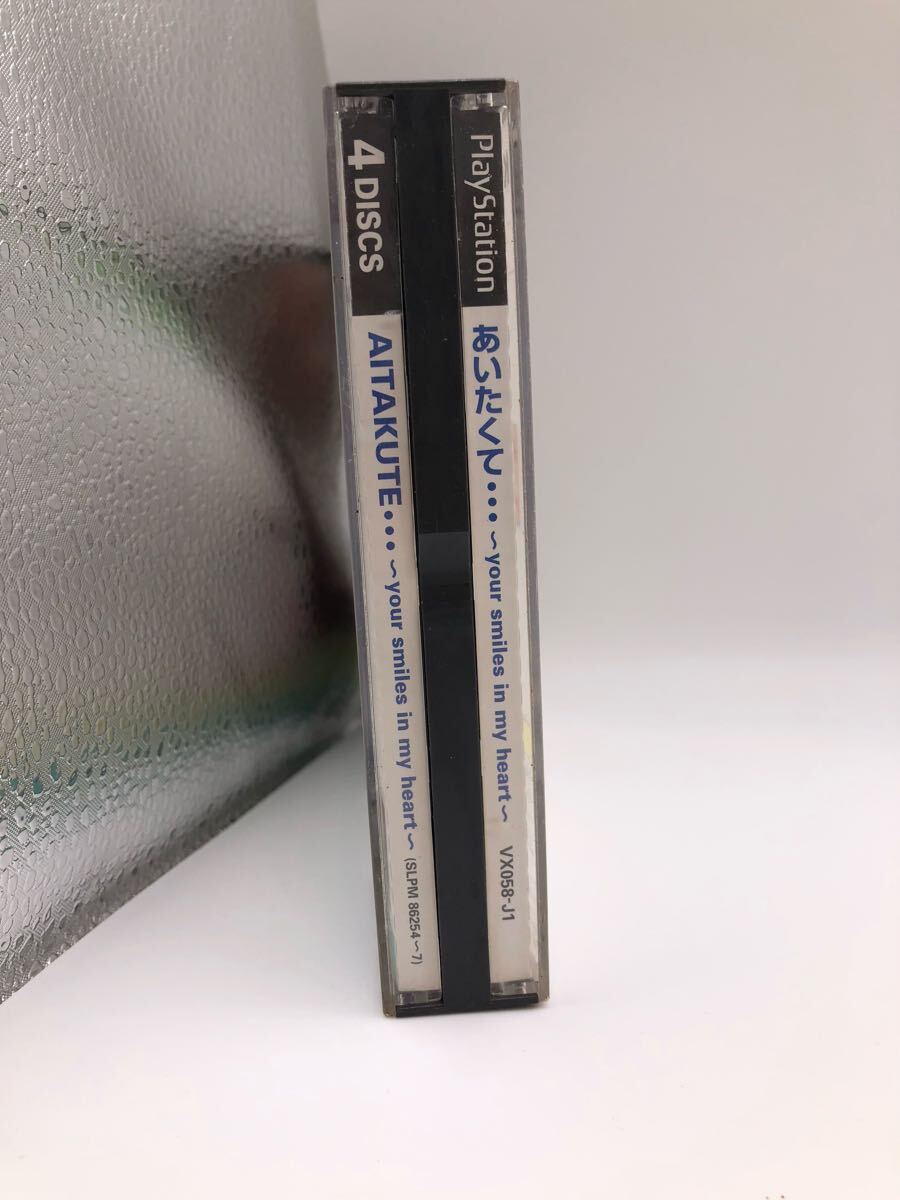 PlayStation
あいたくて・・・ ~your smiles in my heart~
VX058-J1
4 DISCS
AITAKUTE・・・ ~your smiles in my heart~ (SLPM 86254~7)